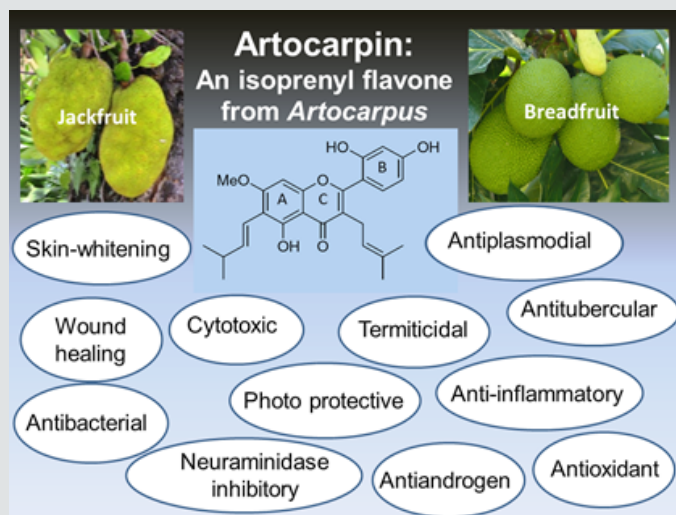 Artocarpin:
An isoprenyl flavone
from Artocarpus
Jackfruit
Breadfruit
HO
OH
B
MeO
O
A
C
OH
O
Skin-whitening
Antiplasmodial
Wound
healing
Cytotoxic
Termiticidal
Antitubercular
Antibacterial
Photo protective
Anti-inflammatory
Neuraminidase
inhibitory
Antiandrogen
Antioxidant